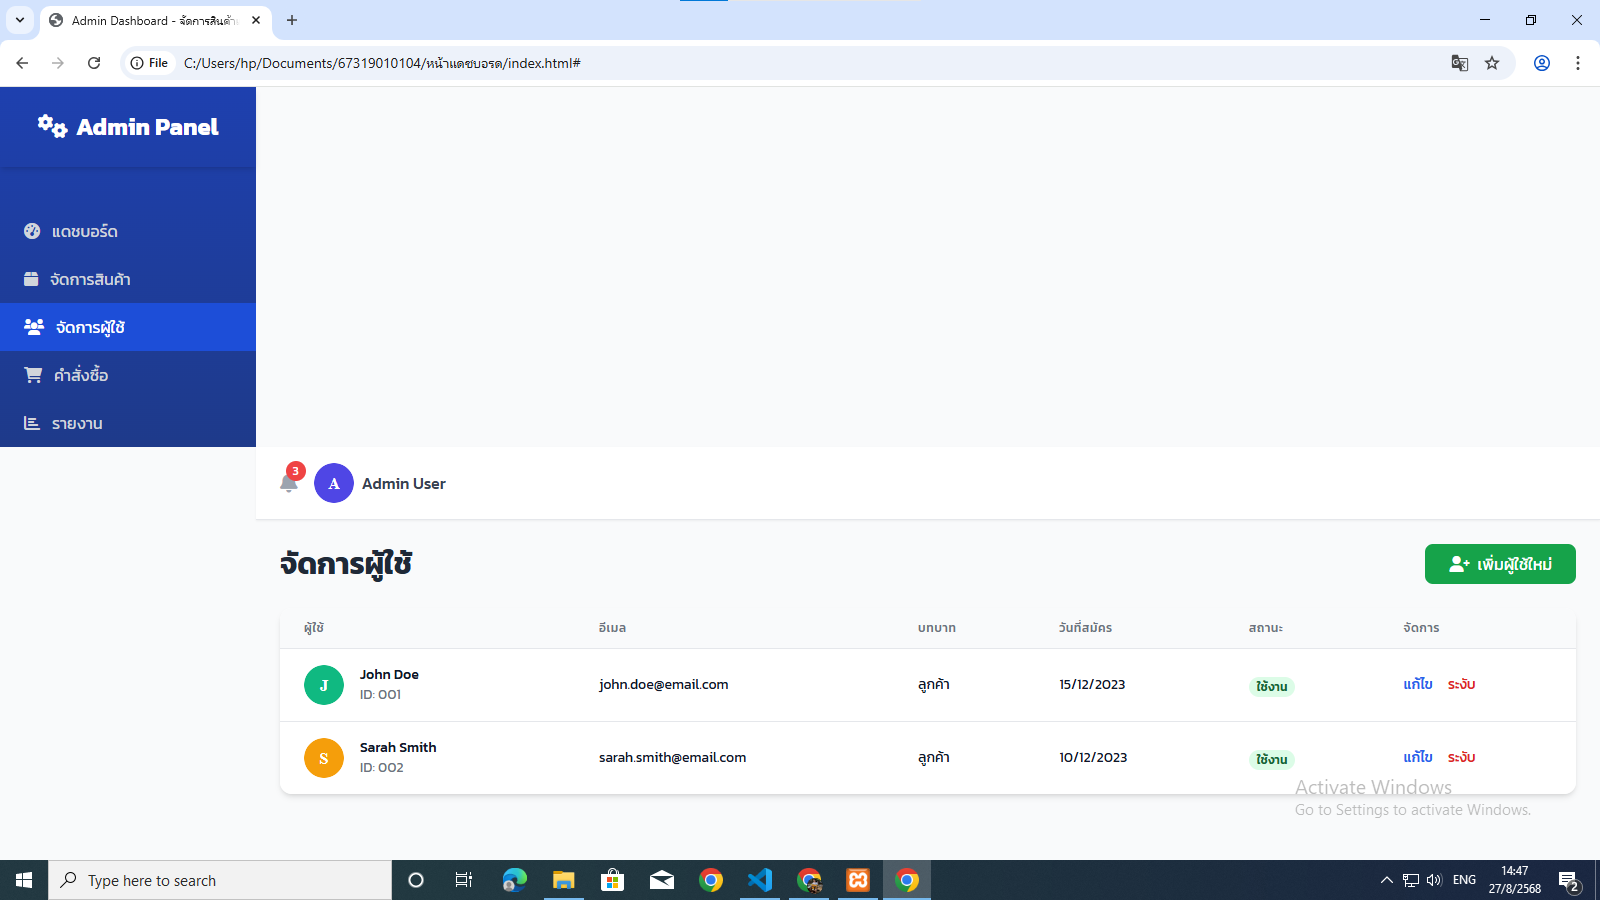 Admin Dashboard - จัดการสินค้า
File C:/Users/hp/Documents/67319010104/หน้าแดชบอรด/index.html#
Admin Panel
แดชบอร์ด
จัดการสินค้า
จัดการผู้ใช้
คำสั่งซื้อ
รายงาน
3
A
Admin User
จัดการผู้ใช้
เพิ่มผู้ใช้ใหม่
ผู้ใช้ อีเมล บทบาท วันที่สมัคร สถานะ จัดการ
J
John Doe
ID: 001
john.doe@email.com ลูกค้า 15/12/2023 ใช้งาน แก้ไข ระงับ
S
Sarah Smith
ID: 002
sarah.smith@email.com ลูกค้า 10/12/2023 ใช้งาน แก้ไข ระงับ
Activate Windows
Go to Settings to activate Windows.
Type here to search
ENG
14:47
27/8/2568
2